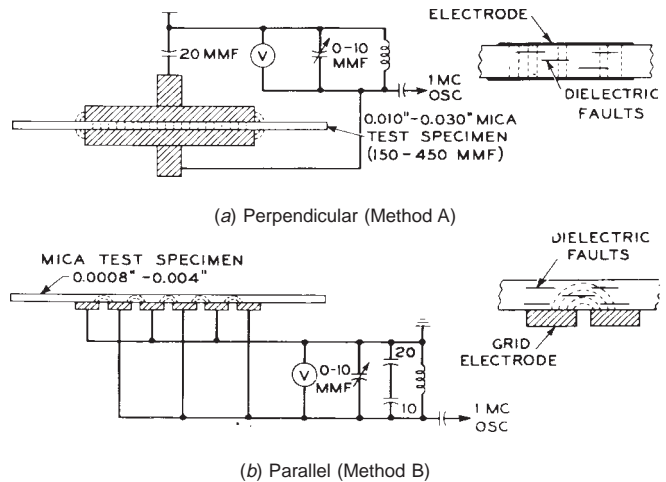 ELECTRODE
20 MMF
V
0-10
MMF
1 MC
OSC
DIELECTRIC
FAULTS
0.010"-0.030" MICA
TEST SPECIMEN
(150-450 MMF)
(a) Perpendicular (Method A)
MICA TEST SPECIMEN
0.0008" -0.004"
DIELECTRIC
FAULTS
GRID
ELECTRODE
V
0-10
MMF
20
10
1 MC
OSC
(b) Parallel (Method B)